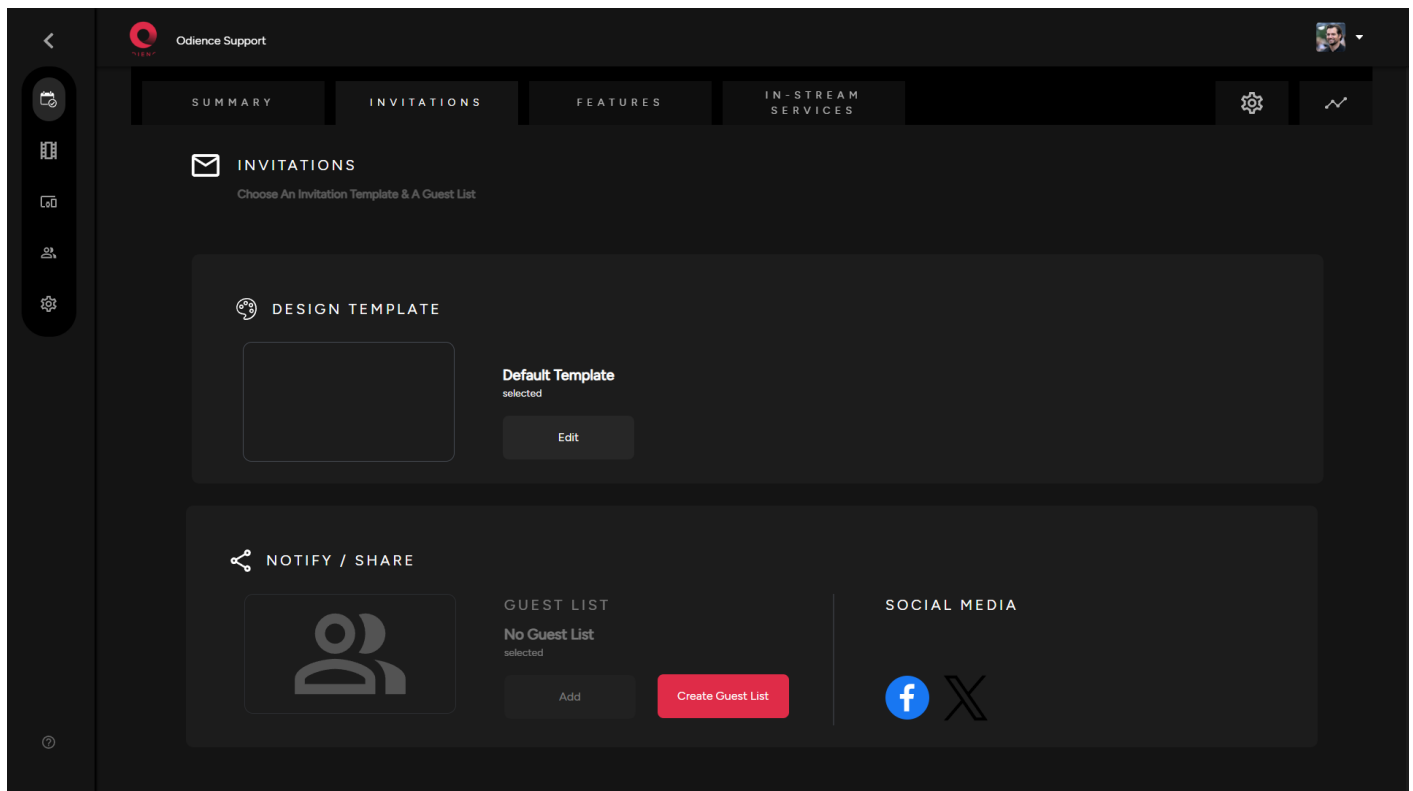 Odience Support
SUMMARY
INVITATIONS
FEATURES
IN-STREAM
SERVICES
INVITATIONS
Choose An Invitation Template & A Guest List
DESIGN TEMPLATE
Default Template
selected
Edit
NOTIFY / SHARE
GUEST LIST
No Guest List
selected
Add
Create Guest List
SOCIAL MEDIA